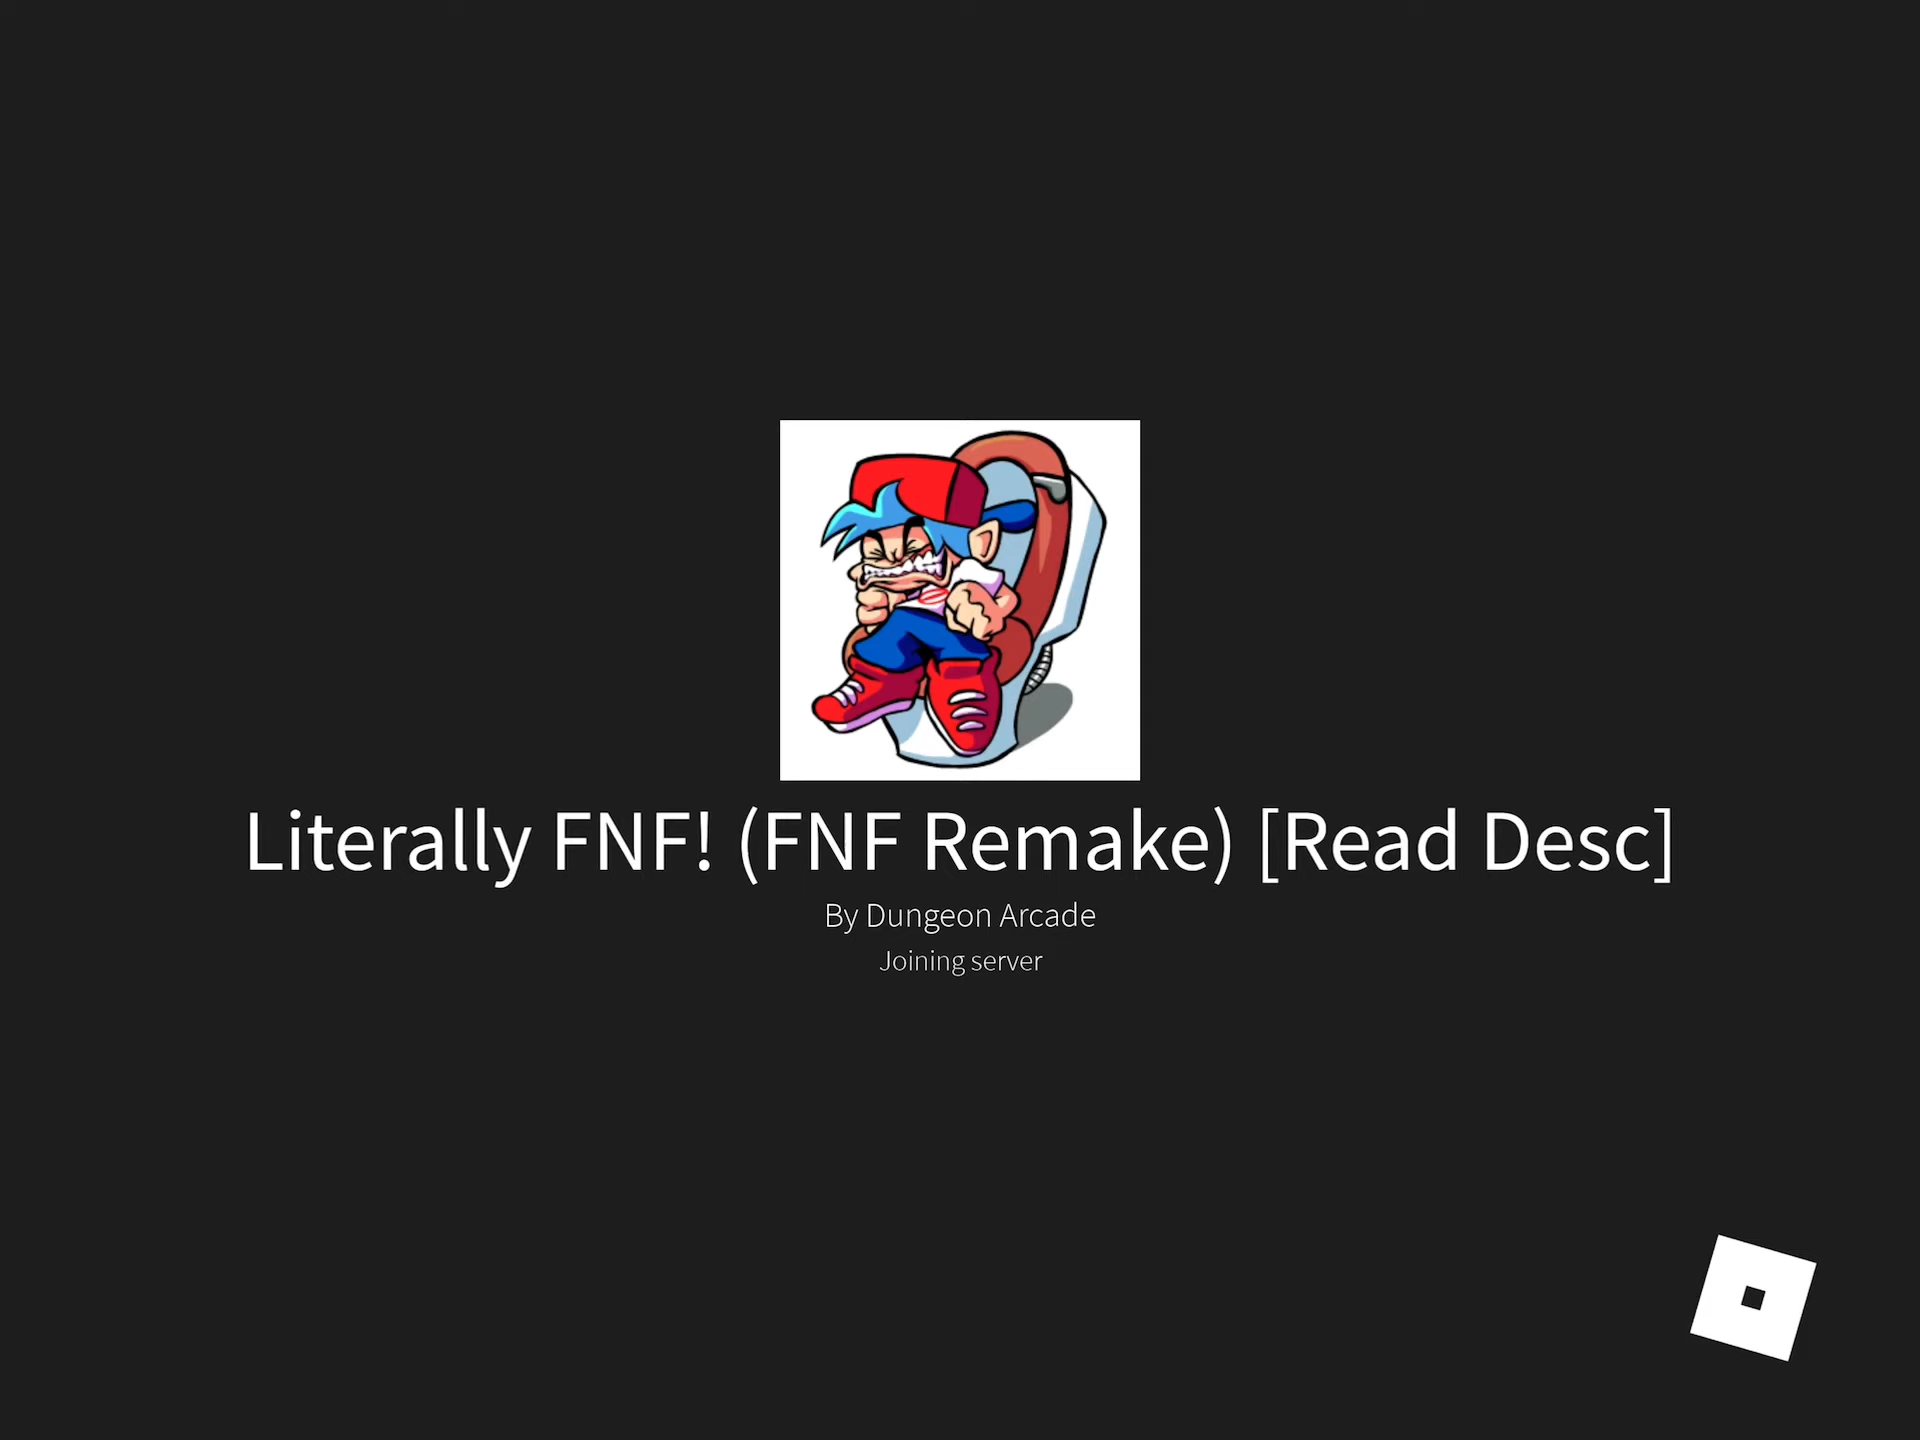 Literally FNF! (FNF Remake) [Read Desc]
By Dungeon Arcade
Joining server